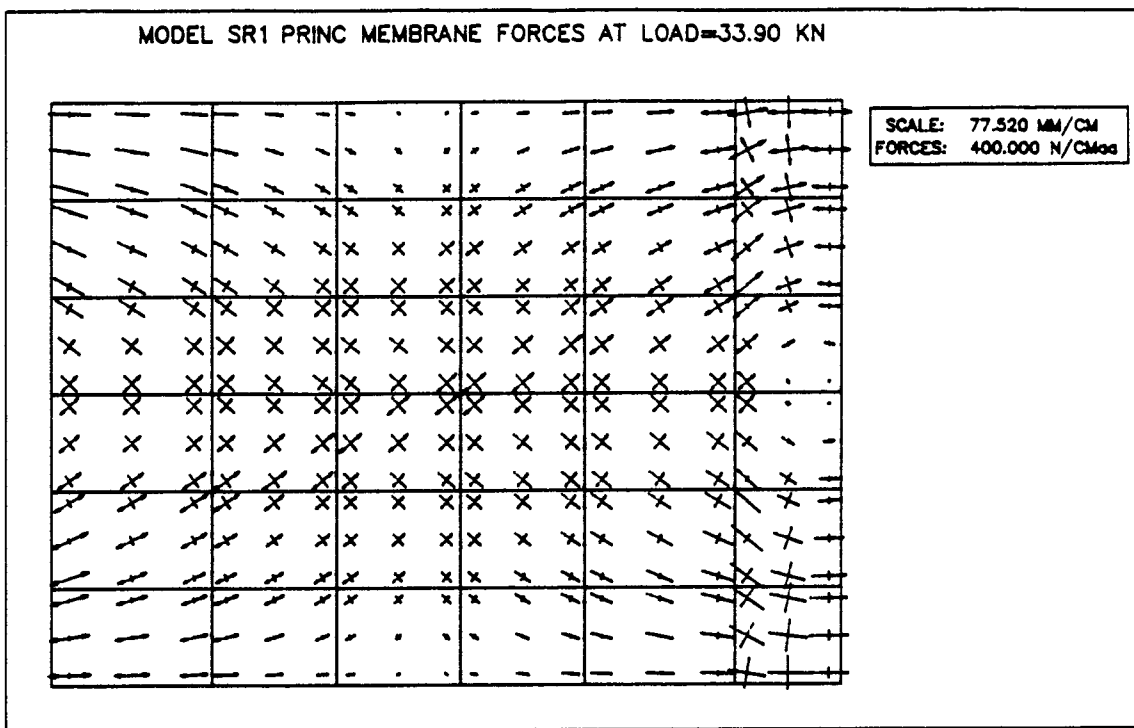 MODEL SR1 PRINC MEMBRANE FORCES AT LOAD=33.90 KN
SCALE: 77.520 MM/CM
FORCES: 400.000 N/CMaa